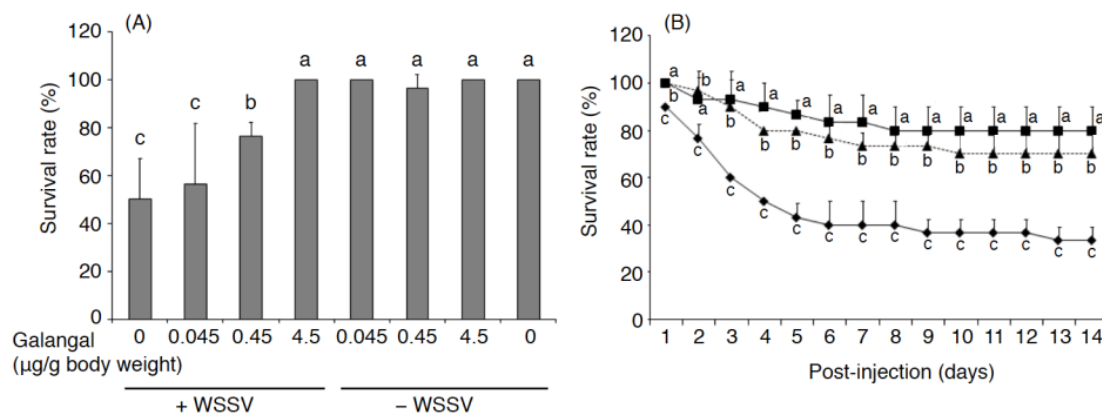 (A)
120
100
80
60
40
20
0
Survival rate (%)
c
c
b
a
a
a
a
a
Galangal 0 0.045 0.45 4.5 0.045 0.45 4.5 0
(μg/g body weight)
+ WSSV – WSSV
(B)
120
100
80
60
40
20
0
Survival rate (%)
a b a a a a a a a a a a a a
b a b b b b b b b b b b b b
c c c c c c c c c c c c c c
1 2 3 4 5 6 7 8 9 10 11 12 13 14
Post-injection (days)